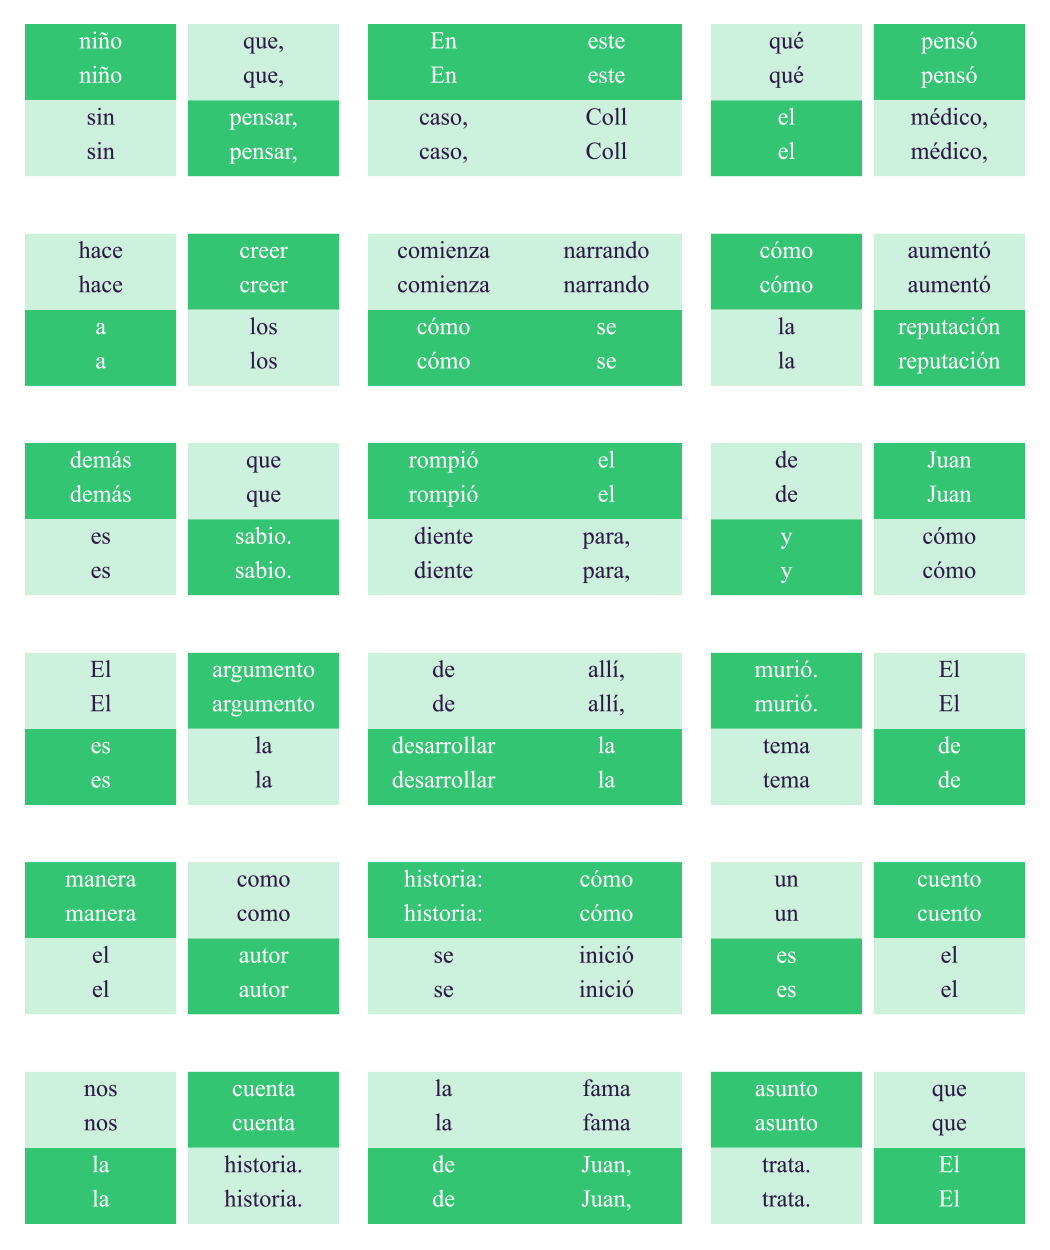 niño que,
niño que,
sin pensar,
sin pensar,
hace creer
hace creer
a los
a los
demás que
demás que
es sabio.
es sabio.
El argumento
El argumento
es la
es la
manera como
manera como
el autor
el autor
nos cuenta
nos cuenta
la historia.
la historia.
En este
En este
caso, Coll
caso, Coll
comienza narrando
comienza narrando
cómo se
cómo se
rompió el
rompió el
diente para,
diente para,
de allí,
de allí,
desarrollar la
desarrollar la
historia: cómo
historia: cómo
se inició
se inició
la fama
la fama
de Juan,
de Juan,
qué pensó
qué pensó
el médico,
el médico,
cómo aumentó
cómo aumentó
la reputación
la reputación
de Juan
de Juan
y cómo
y cómo
murió. El
murió. El
tema de
tema de
un cuento
un cuento
es el
es el
asunto que
asunto que
trata. El
trata. El